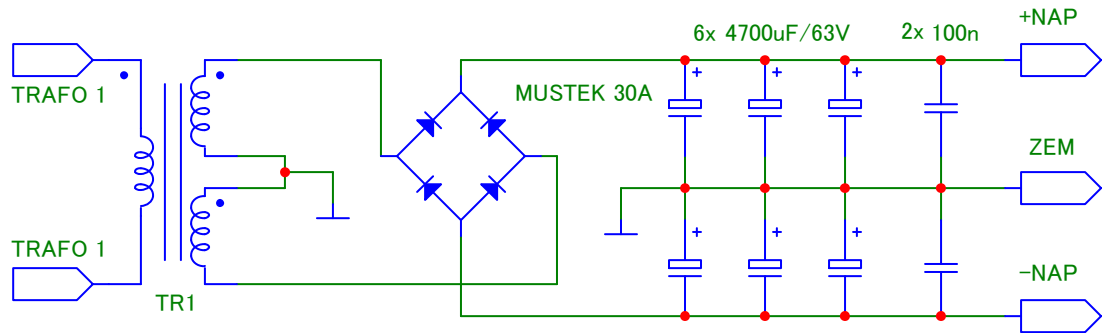 6x 4700uF/63V
2x 100n
+NAP
TRAFO 1
MUSTEK 30A
+
+
+
ZEM
TRAFO 1
+
+
+
-NAP
TR1